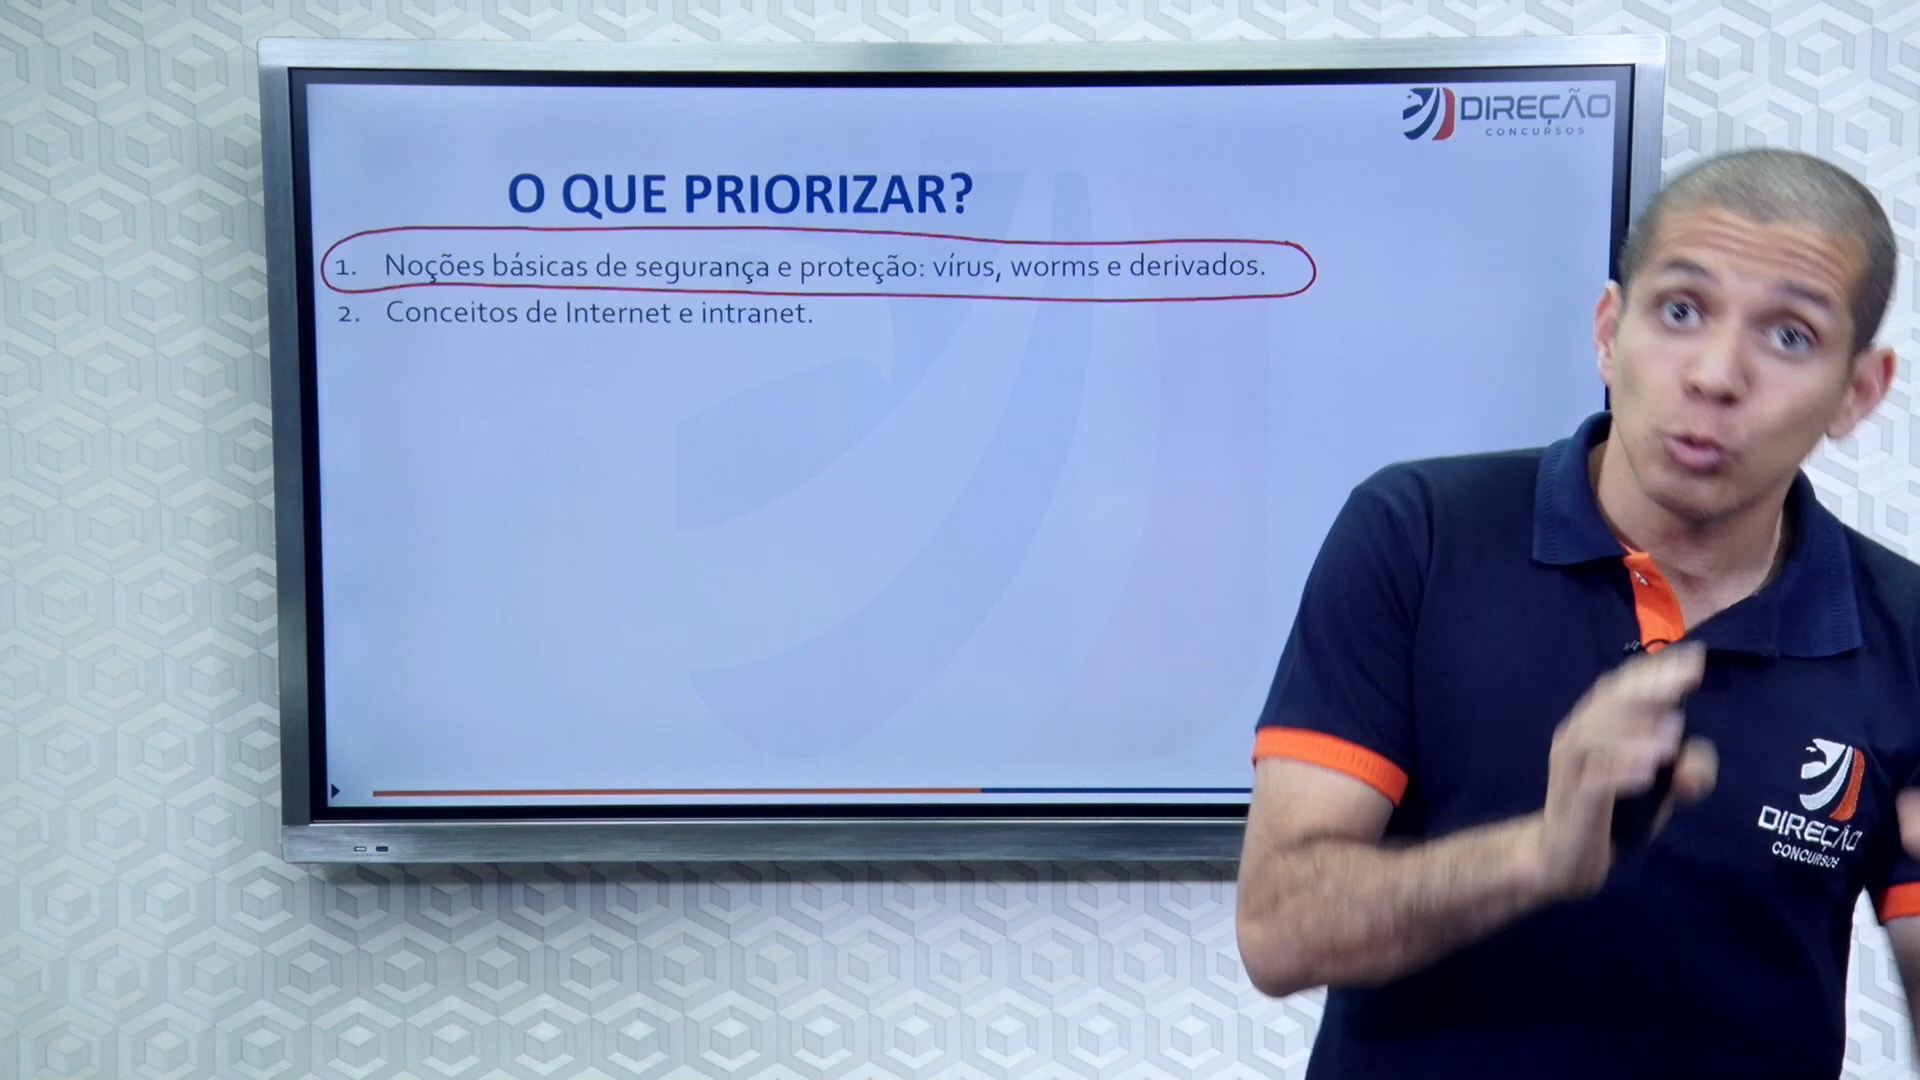 DIREÇÃO
CONCURSOS
O QUE PRIORIZAR?
1. Noções básicas de segurança e proteção: vírus, worms e derivados.
2. Conceitos de Internet e intranet.
DIREÇÃO
CONCURSOS